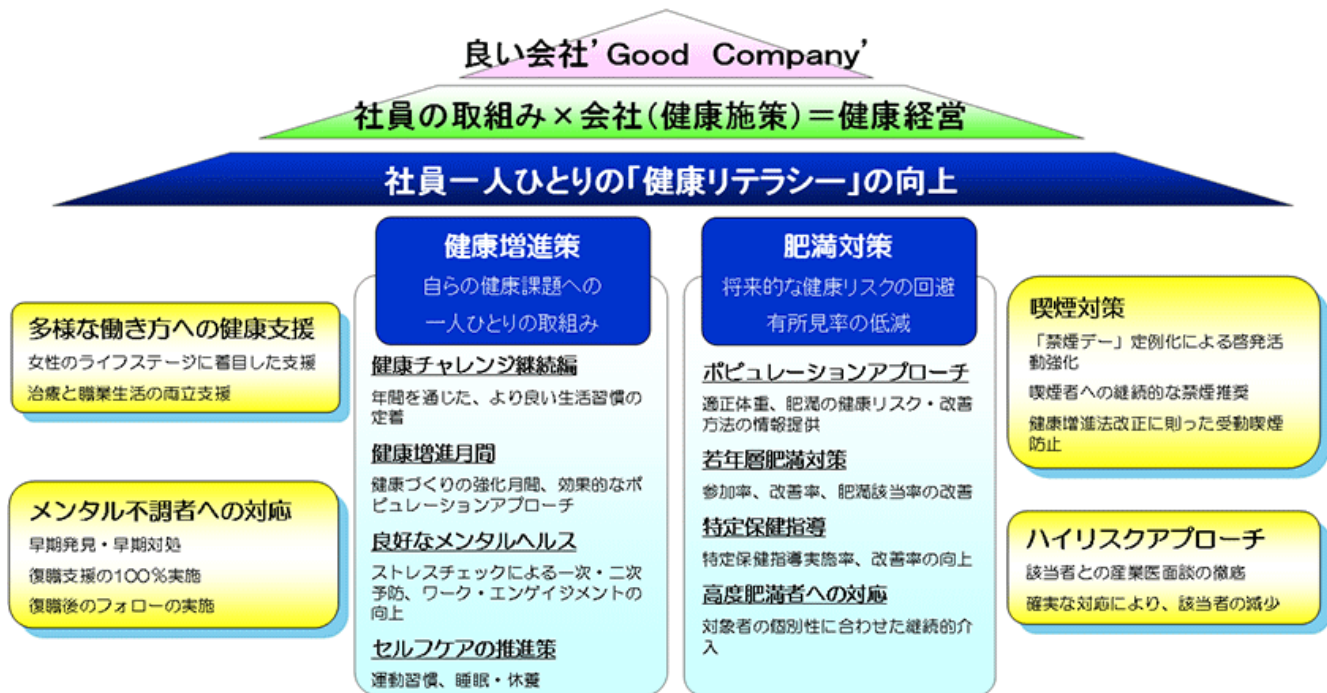 良い会社’Good Company’
社員の取組み×会社(健康施策)=健康経営
社員一人ひとりの「健康リテラシー」の向上
多様な働き方への健康支援
女性のライフステージに着目した支援
治療と職業生活の両立支援
メンタル不調者への対応
早期発見・早期対処
復職支援の100%実施
復職後のフォローの実施
健康増進策
自らの健康課題への
一人ひとりの取組み
健康チャレンジ継続編
年間を通じた、より良い生活習慣の
定着
健康増進月間
健康づくりの強化月間、効果的なポ
ピュレーションアプローチ
良好なメンタルヘルス
ストレスチェックによる一次・二次
予防、ワーク・エンゲイジメントの
向上
セルフケアの推進策
運動習慣、睡眠・休養
肥満対策
将来的な健康リスクの回避
有所見率の低減
ポピュレーションアプローチ
適正体重、肥満の健康リスク・改善
方法の情報提供
若年層肥満対策
参加率、改善率、肥満該当率の改善
特定保健指導
特定保健指導実施率、改善率の向上
高度肥満者への対応
対象者の個別性に合わせた継続的介
入
喫煙対策
「禁煙デー」定例化による啓発活
動強化
喫煙者への継続的な禁煙推奨
健康増進法改正に則った受動喫煙
防止
ハイリスクアプローチ
該当者との産業医面談の徹底
確実な対応により、該当者の減少